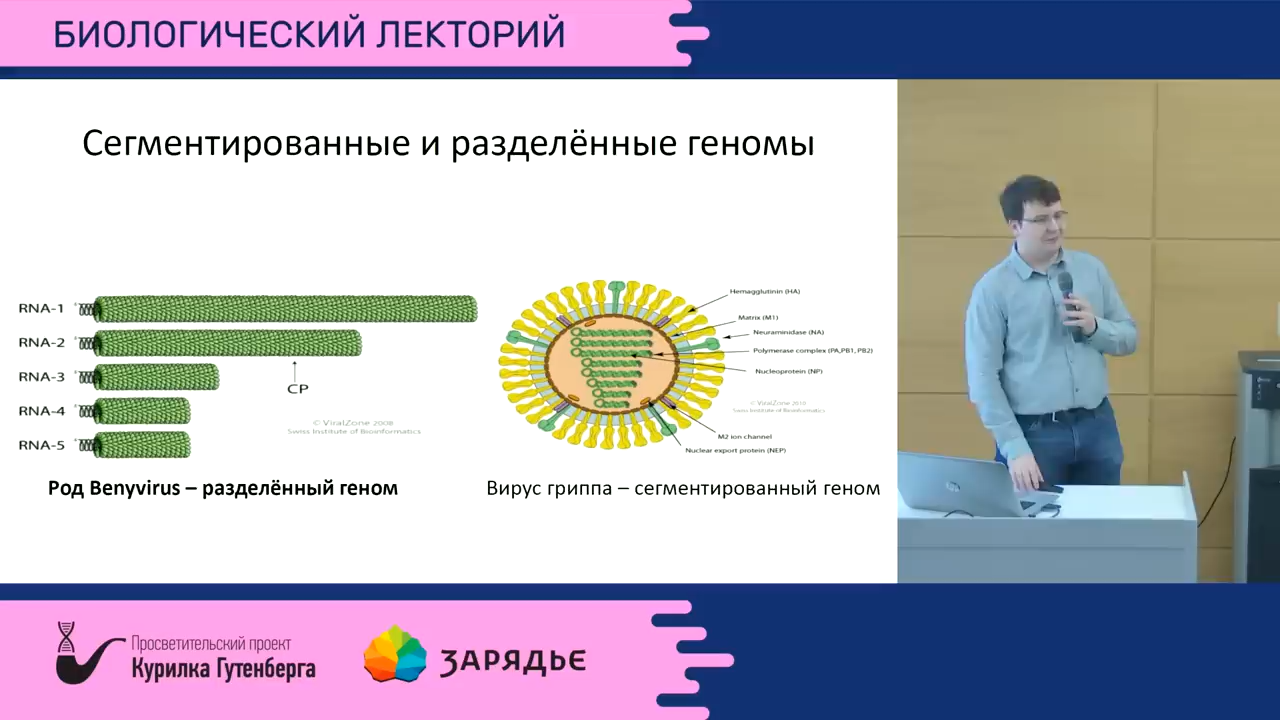 БИОЛОГИЧЕСКИЙ ЛЕКТОРИЙ
Сегментированные и разделённые геномы
RNA-1
RNA-2
RNA-3
RNA-4
RNA-5
CP
© ViralZone 2008
Swiss Institute of Bioinformatics
Hemagglutinin (HA)
Matrix (M1)
Neuraminidase (NA)
Polymerase complex (PA,PB1, PB2)
Nucleoprotein (NP)
© ViralZone 2010
Swiss Institute of Bioinformatics
M2 ion channel
Nuclear export protein (NEP)
Род Benyvirus – разделённый геном
Вирус гриппа – сегментированный геном
Просветительский проект
Курилка Гутенберга
ЗАРЯДЬЕ